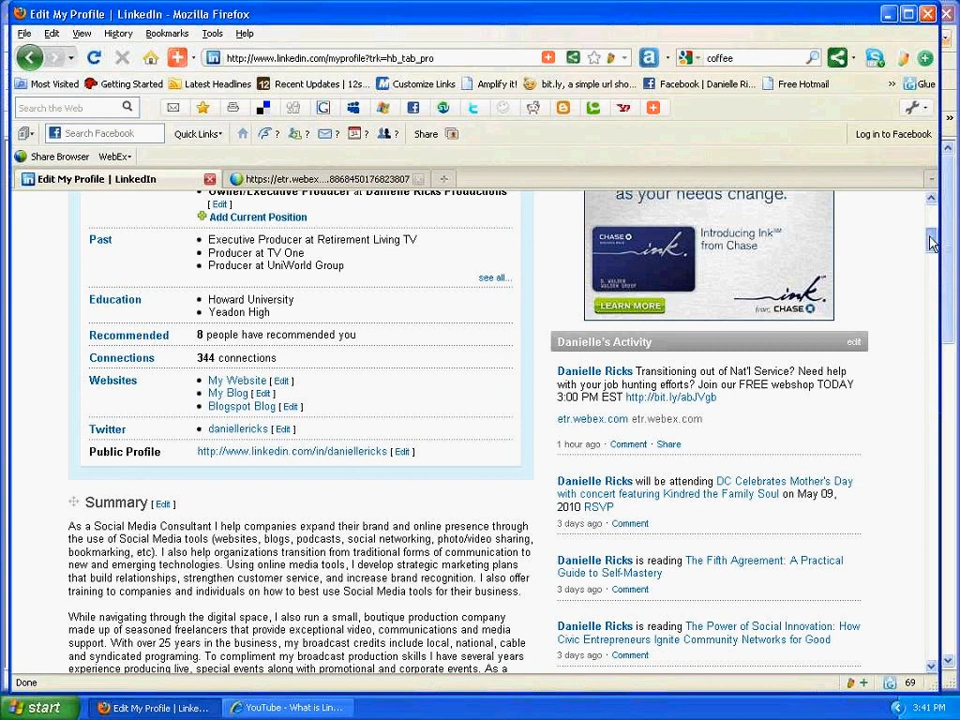 Edit My Profile | LinkedIn - Mozilla Firefox
File Edit View History Bookmarks Tools Help
http://www.linkedin.com/myprofile?trk=hb_tab_pro
coffee
Most Visited Getting Started Latest Headlines Recent Updates | 12s... Customize Links Amplify it! bit.ly, a simple url sho... Facebook | Danielle Ri... Free Hotmail » Glue
Search the Web
Search Facebook Quick Links Share Log in to Facebook
Share Browser WebEx
Edit My Profile | LinkedIn https://etr.webex....8868450176823807
Owner/Executive Producer at Danielle Ricks Productions
[ Edit ]
Add Current Position
Past
Executive Producer at Retirement Living TV
Producer at TV One
Producer at UniWorld Group
see all...
Education
Howard University
Yeadon High
Recommended 8 people have recommended you
Connections 344 connections
Websites
My Website [ Edit ]
My Blog [ Edit ]
Blogspot Blog [ Edit ]
Twitter daniellericks [ Edit ]
Public Profile http://www.linkedin.com/in/daniellericks [ Edit ]
Summary [ Edit ]
As a Social Media Consultant I help companies expand their brand and online presence through
the use of Social Media tools (websites, blogs, podcasts, social networking, photo/video sharing,
bookmarking, etc). I also help organizations transition from traditional forms of communication to
new and emerging technologies. Using online media tools, I develop strategic marketing plans
that build relationships, strengthen customer service, and increase brand recognition. I also offer
training to companies and individuals on how to best use Social Media tools for their business.
While navigating through the digital space, I also run a small, boutique production company
made up of seasoned freelancers that provide exceptional video, communications and media
support. With over 25 years in the business, my broadcast credits include local, national, cable
and syndicated programing. To compliment my broadcast production skills I have several years
experience producing live, special events along with promotional and corporate events. As a
as your needs change.
CHASE
ink.
Introducing Ink℠
from Chase
LEARN MORE
ink
from CHASE
Danielle's Activity edit
Danielle Ricks Transitioning out of Nat'l Service? Need help
with your job hunting efforts? Join our FREE webshop TODAY
3:00 PM EST http://bit.ly/abJVgb
etr.webex.com etr.webex.com
1 hour ago · Comment · Share
Danielle Ricks will be attending DC Celebrates Mother's Day
with concert featuring Kindred the Family Soul on May 09,
2010 RSVP
3 days ago · Comment
Danielle Ricks is reading The Fifth Agreement: A Practical
Guide to Self-Mastery
3 days ago · Comment
Danielle Ricks is reading The Power of Social Innovation: How
Civic Entrepreneurs Ignite Community Networks for Good
3 days ago · Comment
Done 69
start Edit My Profile | Linke... YouTube - What is Lin... 3:41 PM